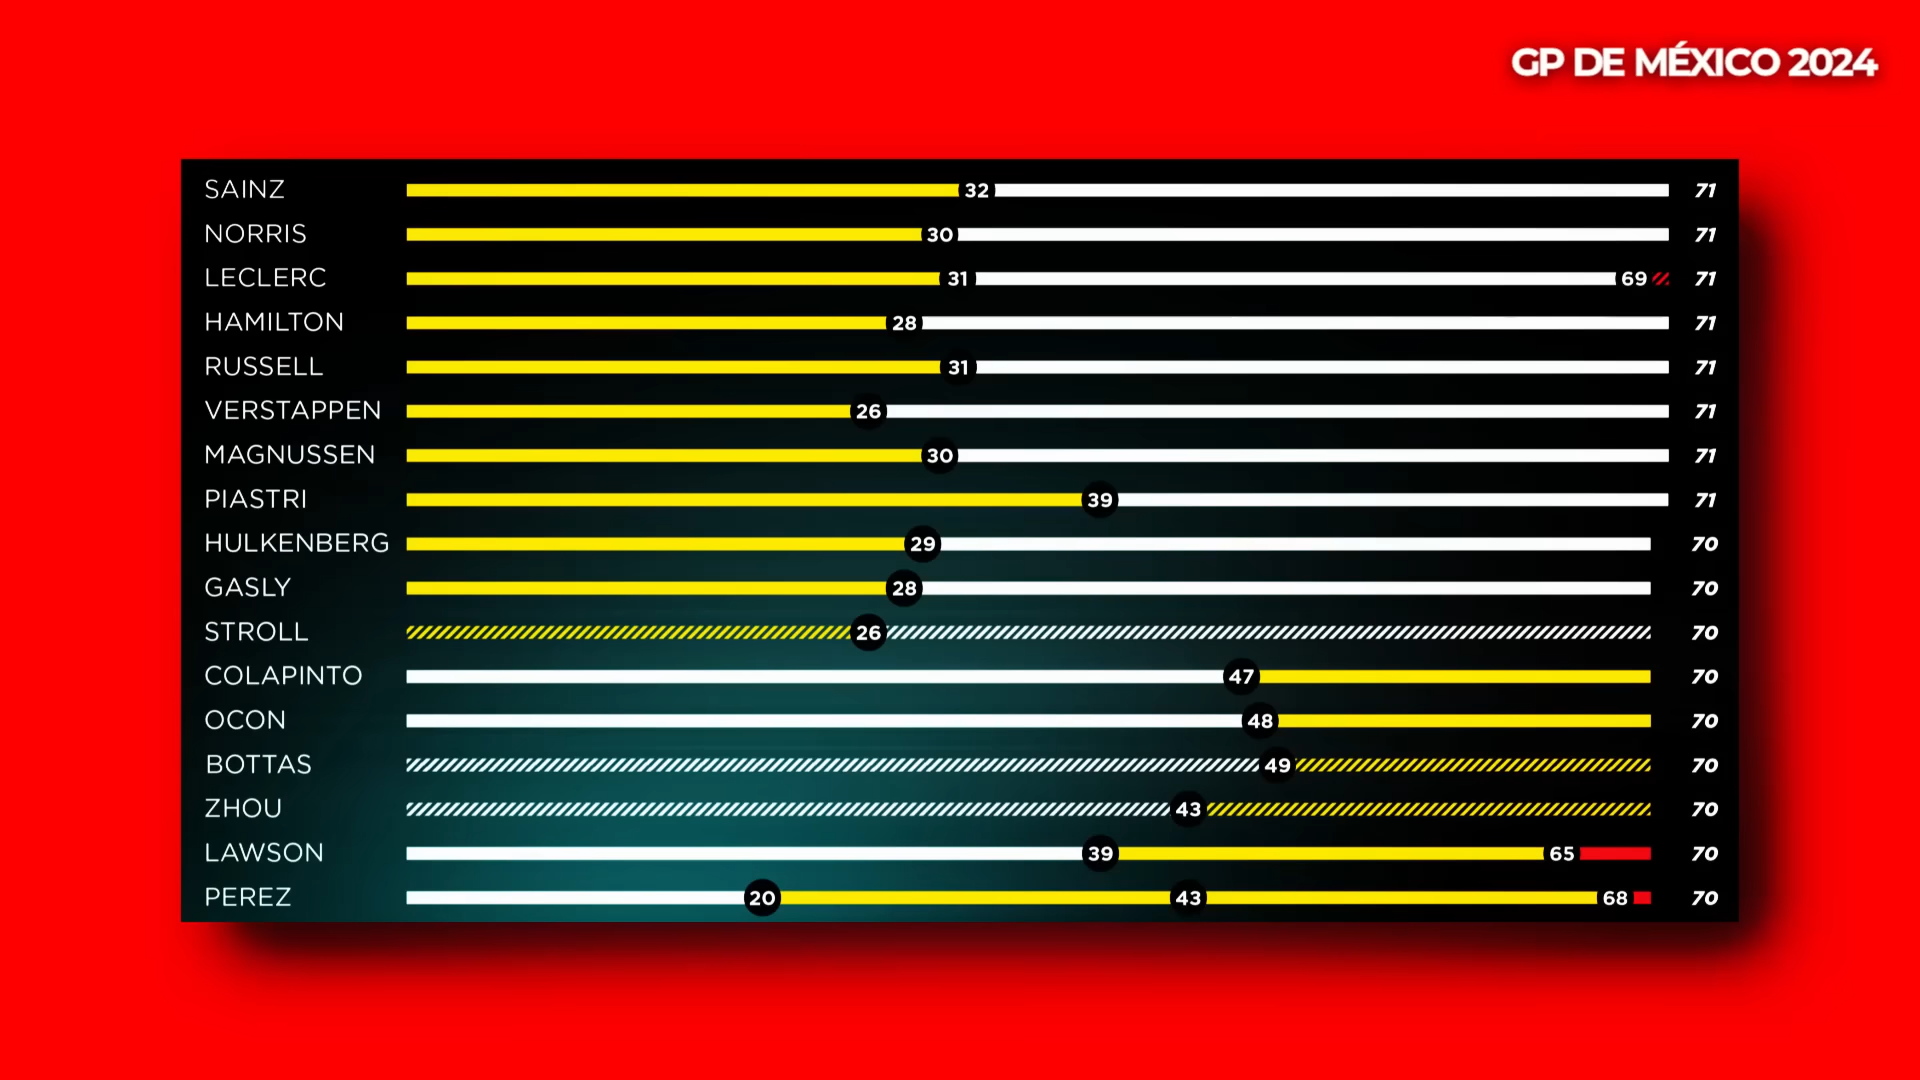 GP DE MÉXICO 2024
SAINZ 32 71
NORRIS 30 71
LECLERC 31 69 71
HAMILTON 28 71
RUSSELL 31 71
VERSTAPPEN 26 71
MAGNUSSEN 30 71
PIASTRI 39 71
HULKENBERG 29 70
GASLY 28 70
STROLL 26 70
COLAPINTO 47 70
OCON 48 70
BOTTAS 49 70
ZHOU 43 70
LAWSON 39 65 70
PEREZ 20 43 68 70